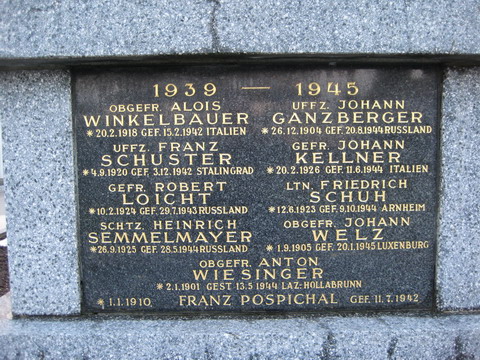 1939 — 1945
OBGEFR. ALOIS
WINKELBAUER
*20.2.1918 GEF. 15.2.1942 ITALIEN
UFFZ. FRANZ
SCHUSTER
*4.9.1920 GEF. 3.12.1942 STALINGRAD
GEFR. ROBERT
LOICHT
*10.2.1924 GEF. 29.7.1943 RUSSLAND
SCHTZ. HEINRICH
SEMMELMAYER
*26.9.1925 GEF. 28.5.1944 RUSSLAND
UFFZ. JOHANN
GANZBERGER
*26.12.1904 GEF. 20.8.1944 RUSSLAND
GEFR. JOHANN
KELLNER
*20.2.1926 GEF. 11.6.1944 ITALIEN
LTN. FRIEDRICH
SCHUH
*12.6.1923 GEF. 9.10.1944 ARNHEIM
OBGEFR. JOHANN
WELZ
*1.9.1905 GEF. 20.1.1945 LUXENBURG
OBGEFR. ANTON
WIESINGER
*2.1.1901 GEST 13.5.1944 LAZ-HOLLABRUNN
*1.1.1910. FRANZ POSPICHAL GEF. 11.7.1942